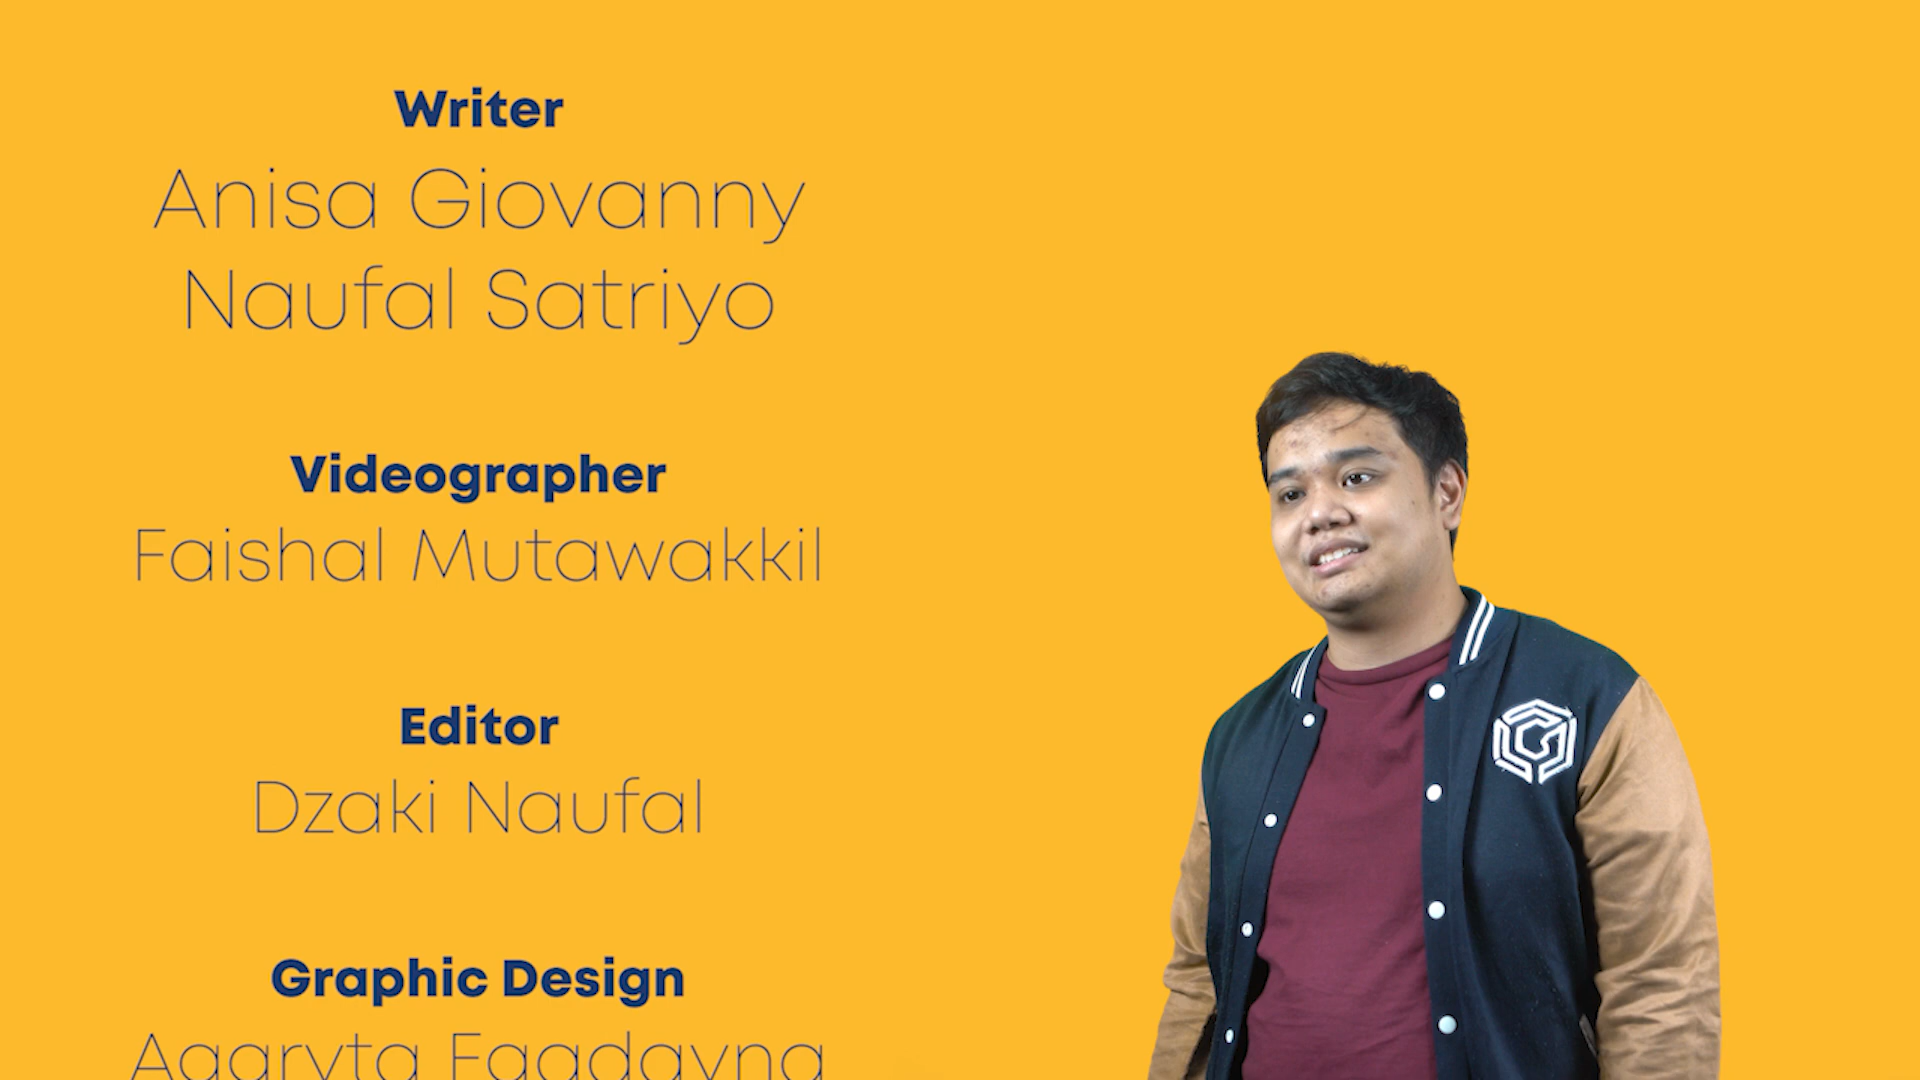 Writer
Anisa Giovanny
Naufal Satriyo
Videographer
Faishal Mutawakkil
Editor
Dzaki Naufal
Graphic Design